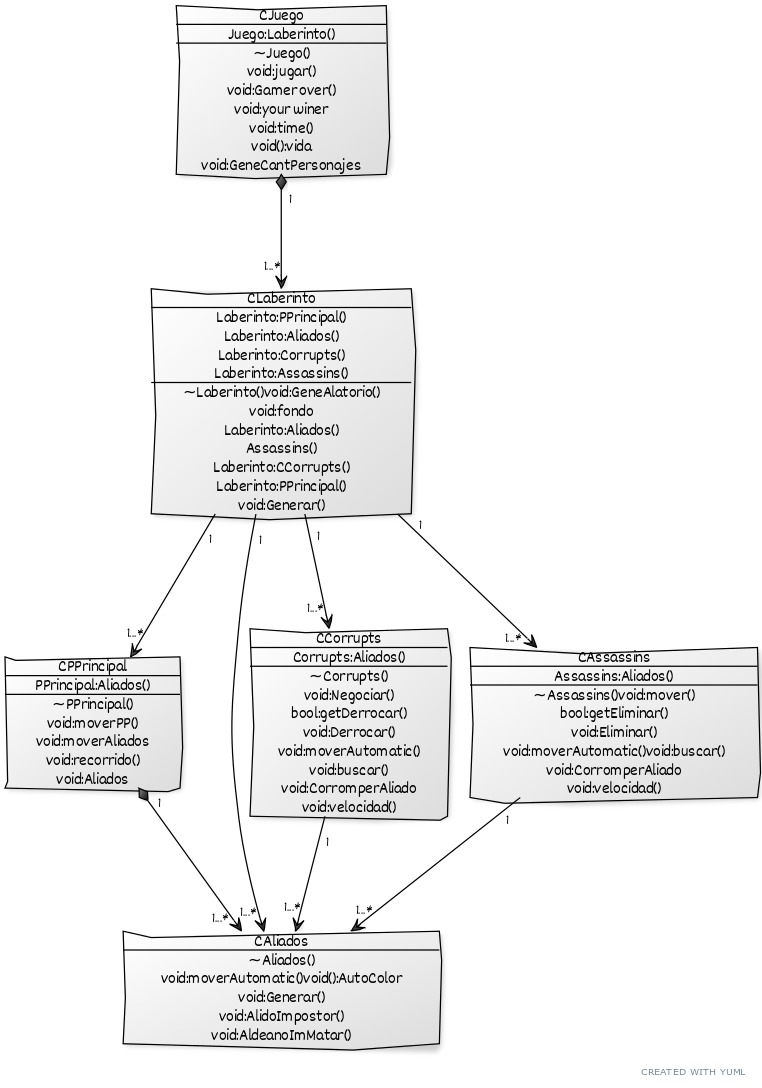 CJuego
Juego:Laberinto()
~Juego()
void:jugar()
void:Gamer over()
void:your winer
void:time()
void():vida
void:GeneCantPersonajes
1
1...*
CLaberinto
Laberinto:PPrincipal()
Laberinto:Aliados()
Laberinto:Corrupts()
Laberinto:Assassins()
~Laberinto()void:GeneAlatorio()
void:fondo
Laberinto:Aliados()
Assassins()
Laberinto:CCorrupts()
Laberinto:PPrincipal()
void:Generar()
1
1
1
1
1...*
1...*
1...*
CPPrincipal
PPrincipal:Aliados()
~PPrincipal()
void:moverPP()
void:moverAliados
void:recorrido()
void:Aliados
CCorrupts
Corrupts:Aliados()
~Corrupts()
void:Negociar()
bool:getDerrocar()
void:Derrocar()
void:moverAutomatic()
void:buscar()
void:CorromperAliado
void:velocidad()
CAssassins
Assassins:Aliados()
~Assassins()void:mover()
bool:getEliminar()
void:Eliminar()
void:moverAutomatic()void:buscar()
void:CorromperAliado
void:velocidad()
1
1
1
1...*
1...*
1...*
1...*
CAliados
~Aliados()
void:moverAutomatic()void():AutoColor
void:Generar()
void:AlidoImpostor()
void:AldeanoImMatar()
CREATED WITH YUML